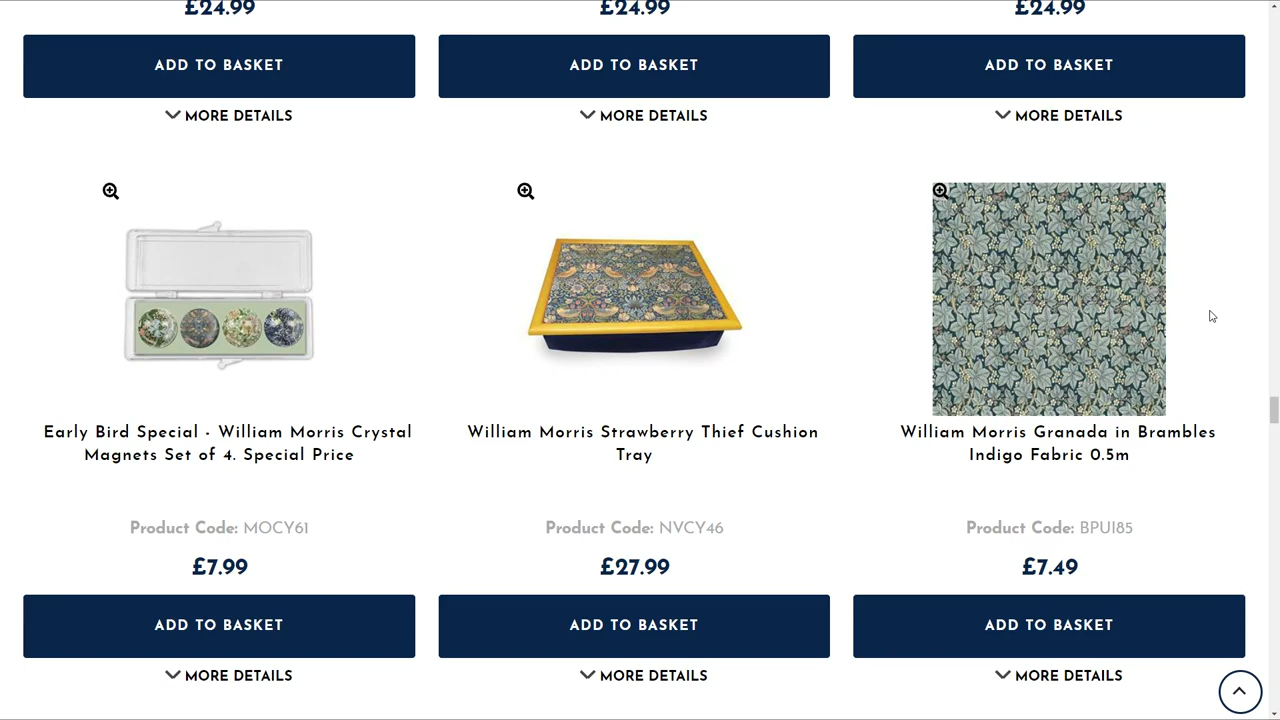 £24.99 £24.99 £24.99
ADD TO BASKET ADD TO BASKET ADD TO BASKET
MORE DETAILS MORE DETAILS MORE DETAILS
Early Bird Special - William Morris Crystal
Magnets Set of 4. Special Price
William Morris Strawberry Thief Cushion
Tray
William Morris Granada in Brambles
Indigo Fabric 0.5m
Product Code: MOCY61 Product Code: NVCY46 Product Code: BPUI85
£7.99 £27.99 £7.49
ADD TO BASKET ADD TO BASKET ADD TO BASKET
MORE DETAILS MORE DETAILS MORE DETAILS